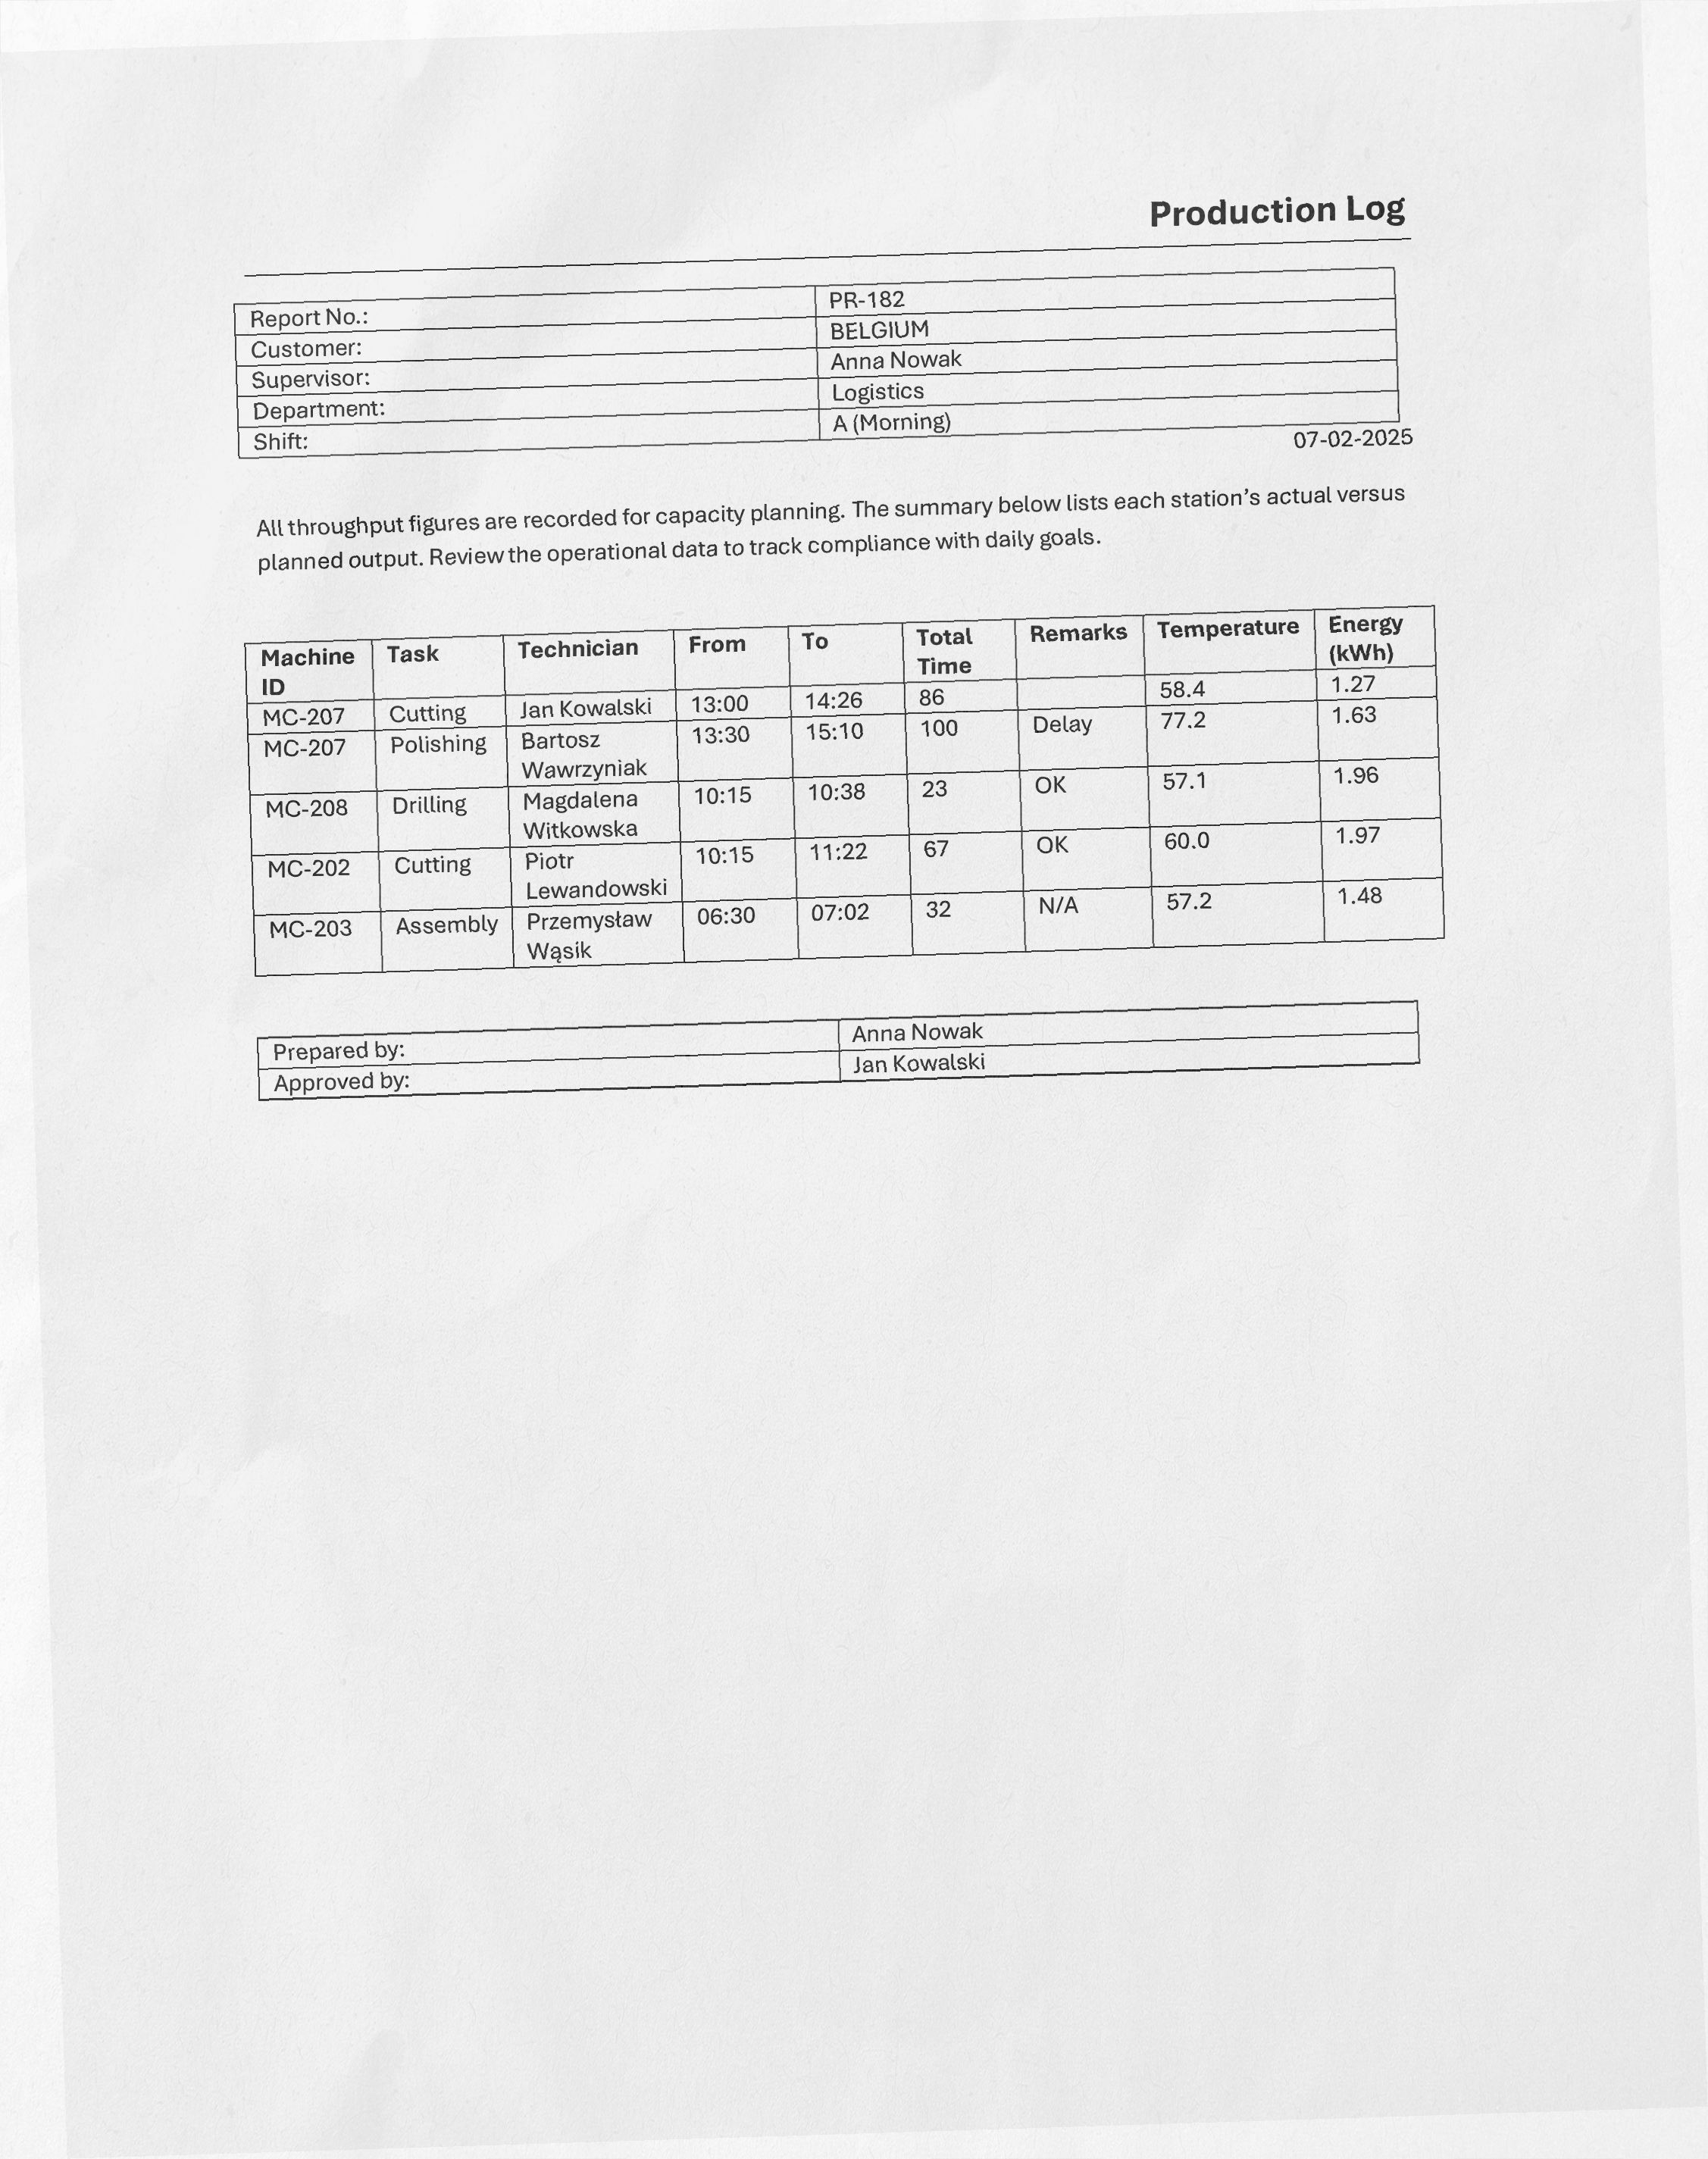 Production Log
Report No.: PR-182
Customer: BELGIUM
Supervisor: Anna Nowak
Department: Logistics
Shift: A (Morning)
07-02-2025
All throughput figures are recorded for capacity planning. The summary below lists each station's actual versus
planned output. Review the operational data to track compliance with daily goals.
Machine ID Task Technician From To Total Time Remarks Temperature Energy (kWh)
MC-207 Cutting Jan Kowalski 13:00 14:26 86 58.4 1.27
MC-207 Polishing Bartosz Wawrzyniak 13:30 15:10 100 Delay 77.2 1.63
MC-208 Drilling Magdalena Witkowska 10:15 10:38 23 OK 57.1 1.96
MC-202 Cutting Piotr Lewandowski 10:15 11:22 67 OK 60.0 1.97
MC-203 Assembly Przemysław Wąsik 06:30 07:02 32 N/A 57.2 1.48
Prepared by: Anna Nowak
Approved by: Jan Kowalski